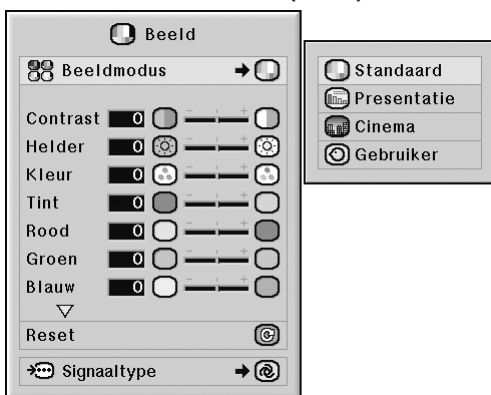 Beeld
Beeldmodus
Contrast 0
Helder 0
Kleur 0
Tint 0
Rood 0
Groen 0
Blauw 0
Reset
Signaaltype
Standaard
Presentatie
Cinema
Gebruiker